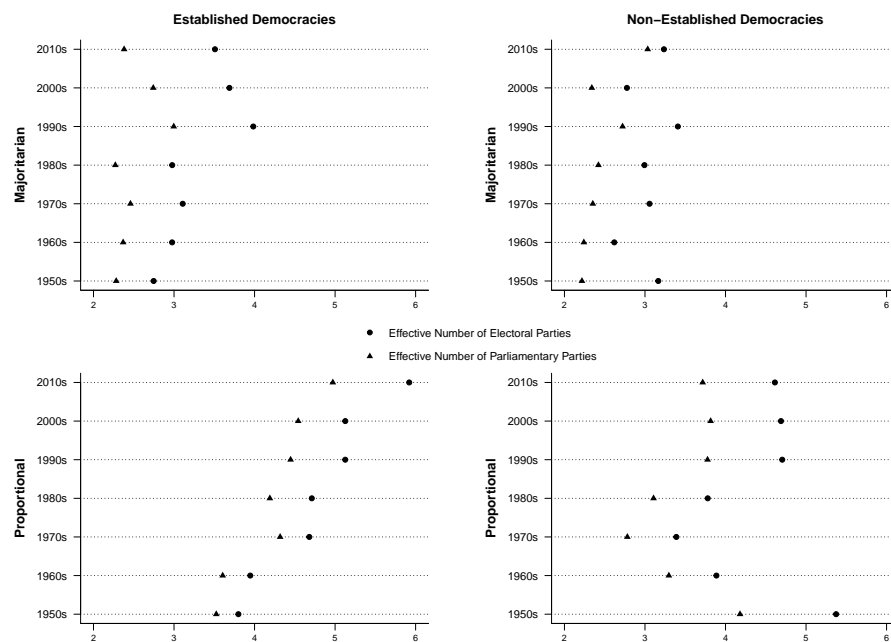 Established Democracies
Majoritarian
2010s
2000s
1990s
1980s
1970s
1960s
1950s
2 3 4 5 6
Non−Established Democracies
Majoritarian
2010s
2000s
1990s
1980s
1970s
1960s
1950s
2 3 4 5 6
Effective Number of Electoral Parties
Effective Number of Parliamentary Parties
Proportional
2010s
2000s
1990s
1980s
1970s
1960s
1950s
2 3 4 5 6
Proportional
2010s
2000s
1990s
1980s
1970s
1960s
1950s
2 3 4 5 6